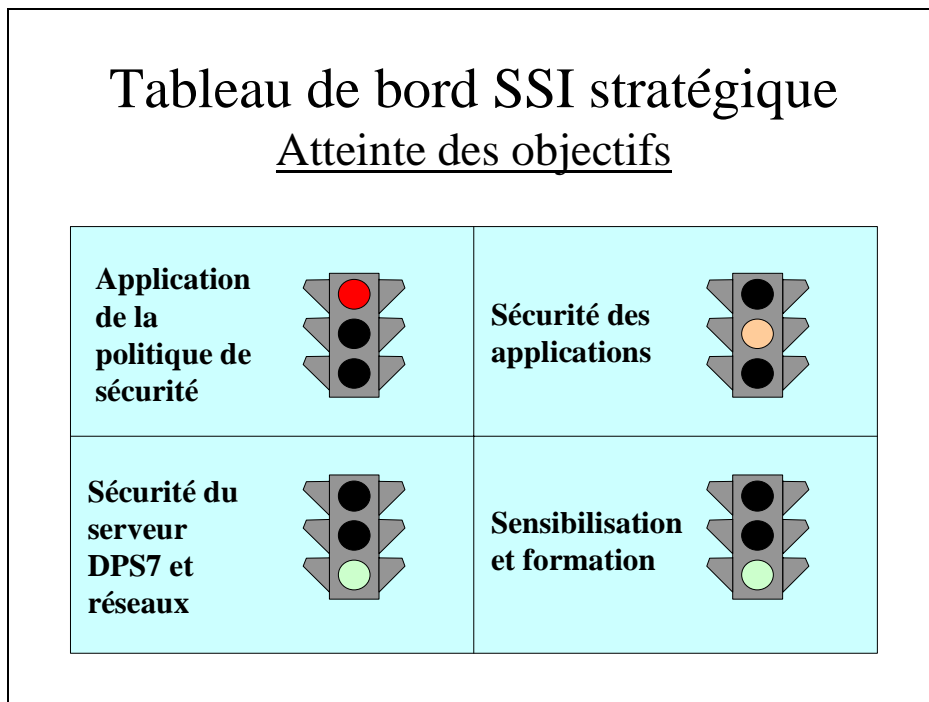 Tableau de bord SSI stratégique
Atteinte des objectifs
Application
de la
politique de
sécurité
Sécurité des
applications
Sécurité du
serveur
DPS7 et
réseaux
Sensibilisation
et formation